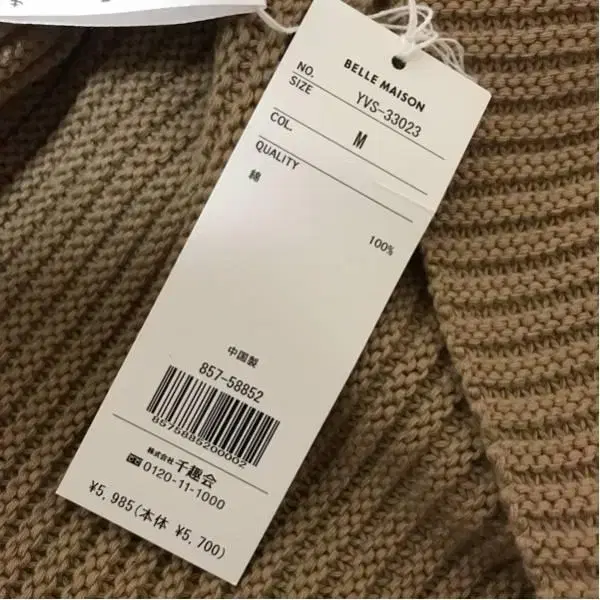 BELLE MAISON
NO. YVS-33023
SIZE M
COL.
QUALITY
綿 100%
中国製
857-58852
8575885200002
株式会社 千趣会
0120-11-1000
¥5,985(本体 ¥5,700)